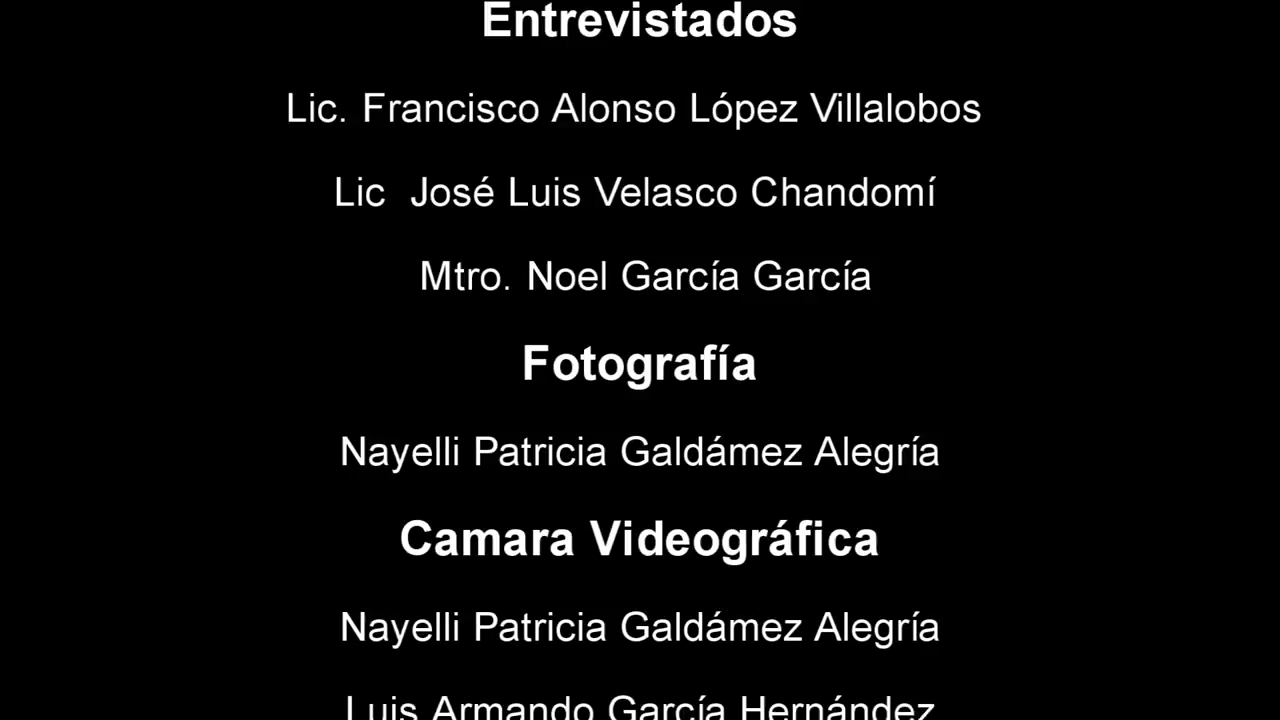 Entrevistados
Lic. Francisco Alonso López Villalobos
Lic  José Luis Velasco Chandomí
Mtro. Noel García García
Fotografía
Nayelli Patricia Galdámez Alegría
Camara Videográfica
Nayelli Patricia Galdámez Alegría
Luis Armando García Hernández